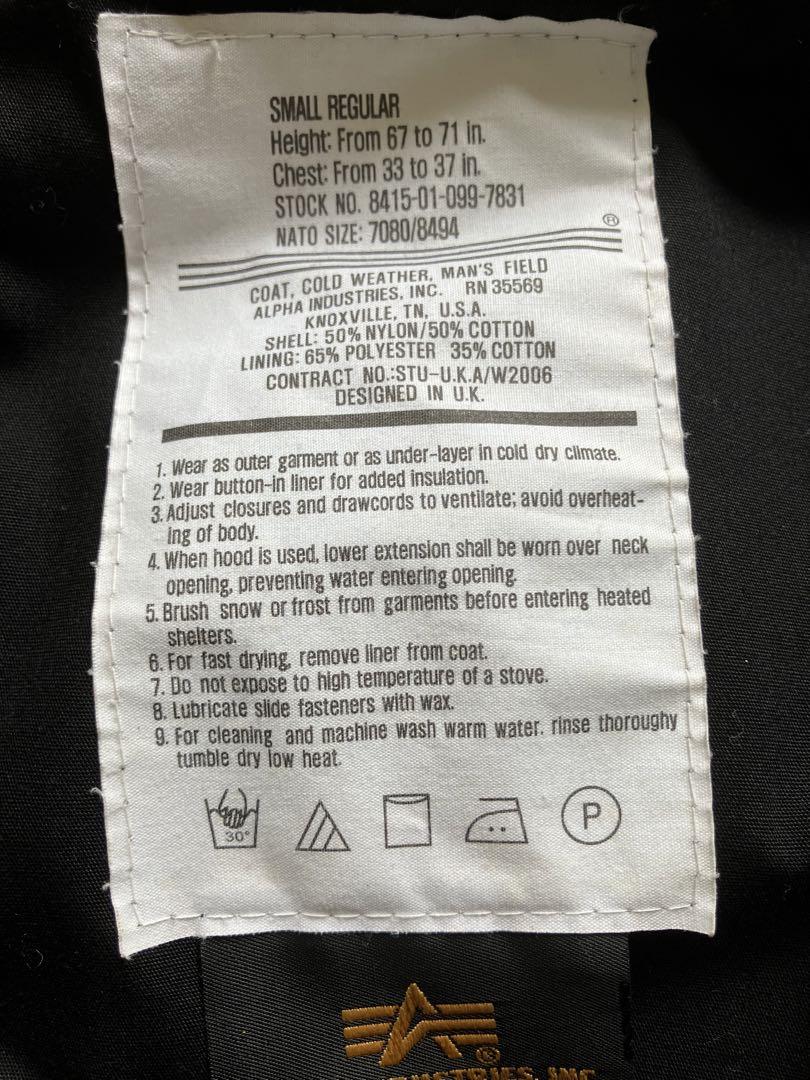 SMALL REGULAR
Height: From 67 to 71 in.
Chest: From 33 to 37 in.
STOCK NO. 8415-01-099-7831
NATO SIZE: 7080/8494
®
COAT, COLD WEATHER, MAN'S FIELD
ALPHA INDUSTRIES, INC. RN 35569
KNOXVILLE, TN, U.S.A.
SHELL: 50% NYLON/50% COTTON
LINING: 65% POLYESTER 35% COTTON
CONTRACT NO.:STU-U.K.A/W2006
DESIGNED IN U.K.
1. Wear as outer garment or as under-layer in cold dry climate.
2. Wear button-in liner for added insulation.
3. Adjust closures and drawcords to ventilate; avoid overheat-
ing of body.
4. When hood is used, lower extension shall be worn over neck
opening, preventing water entering opening.
5. Brush snow or frost from garments before entering heated
shelters.
6. For fast drying, remove liner from coat.
7. Do not expose to high temperature of a stove.
8. Lubricate slide fasteners with wax.
9. For cleaning and machine wash warm water. rinse thoroughy
tumble dry low heat.
30°
P
®
INDUSTRIES, INC